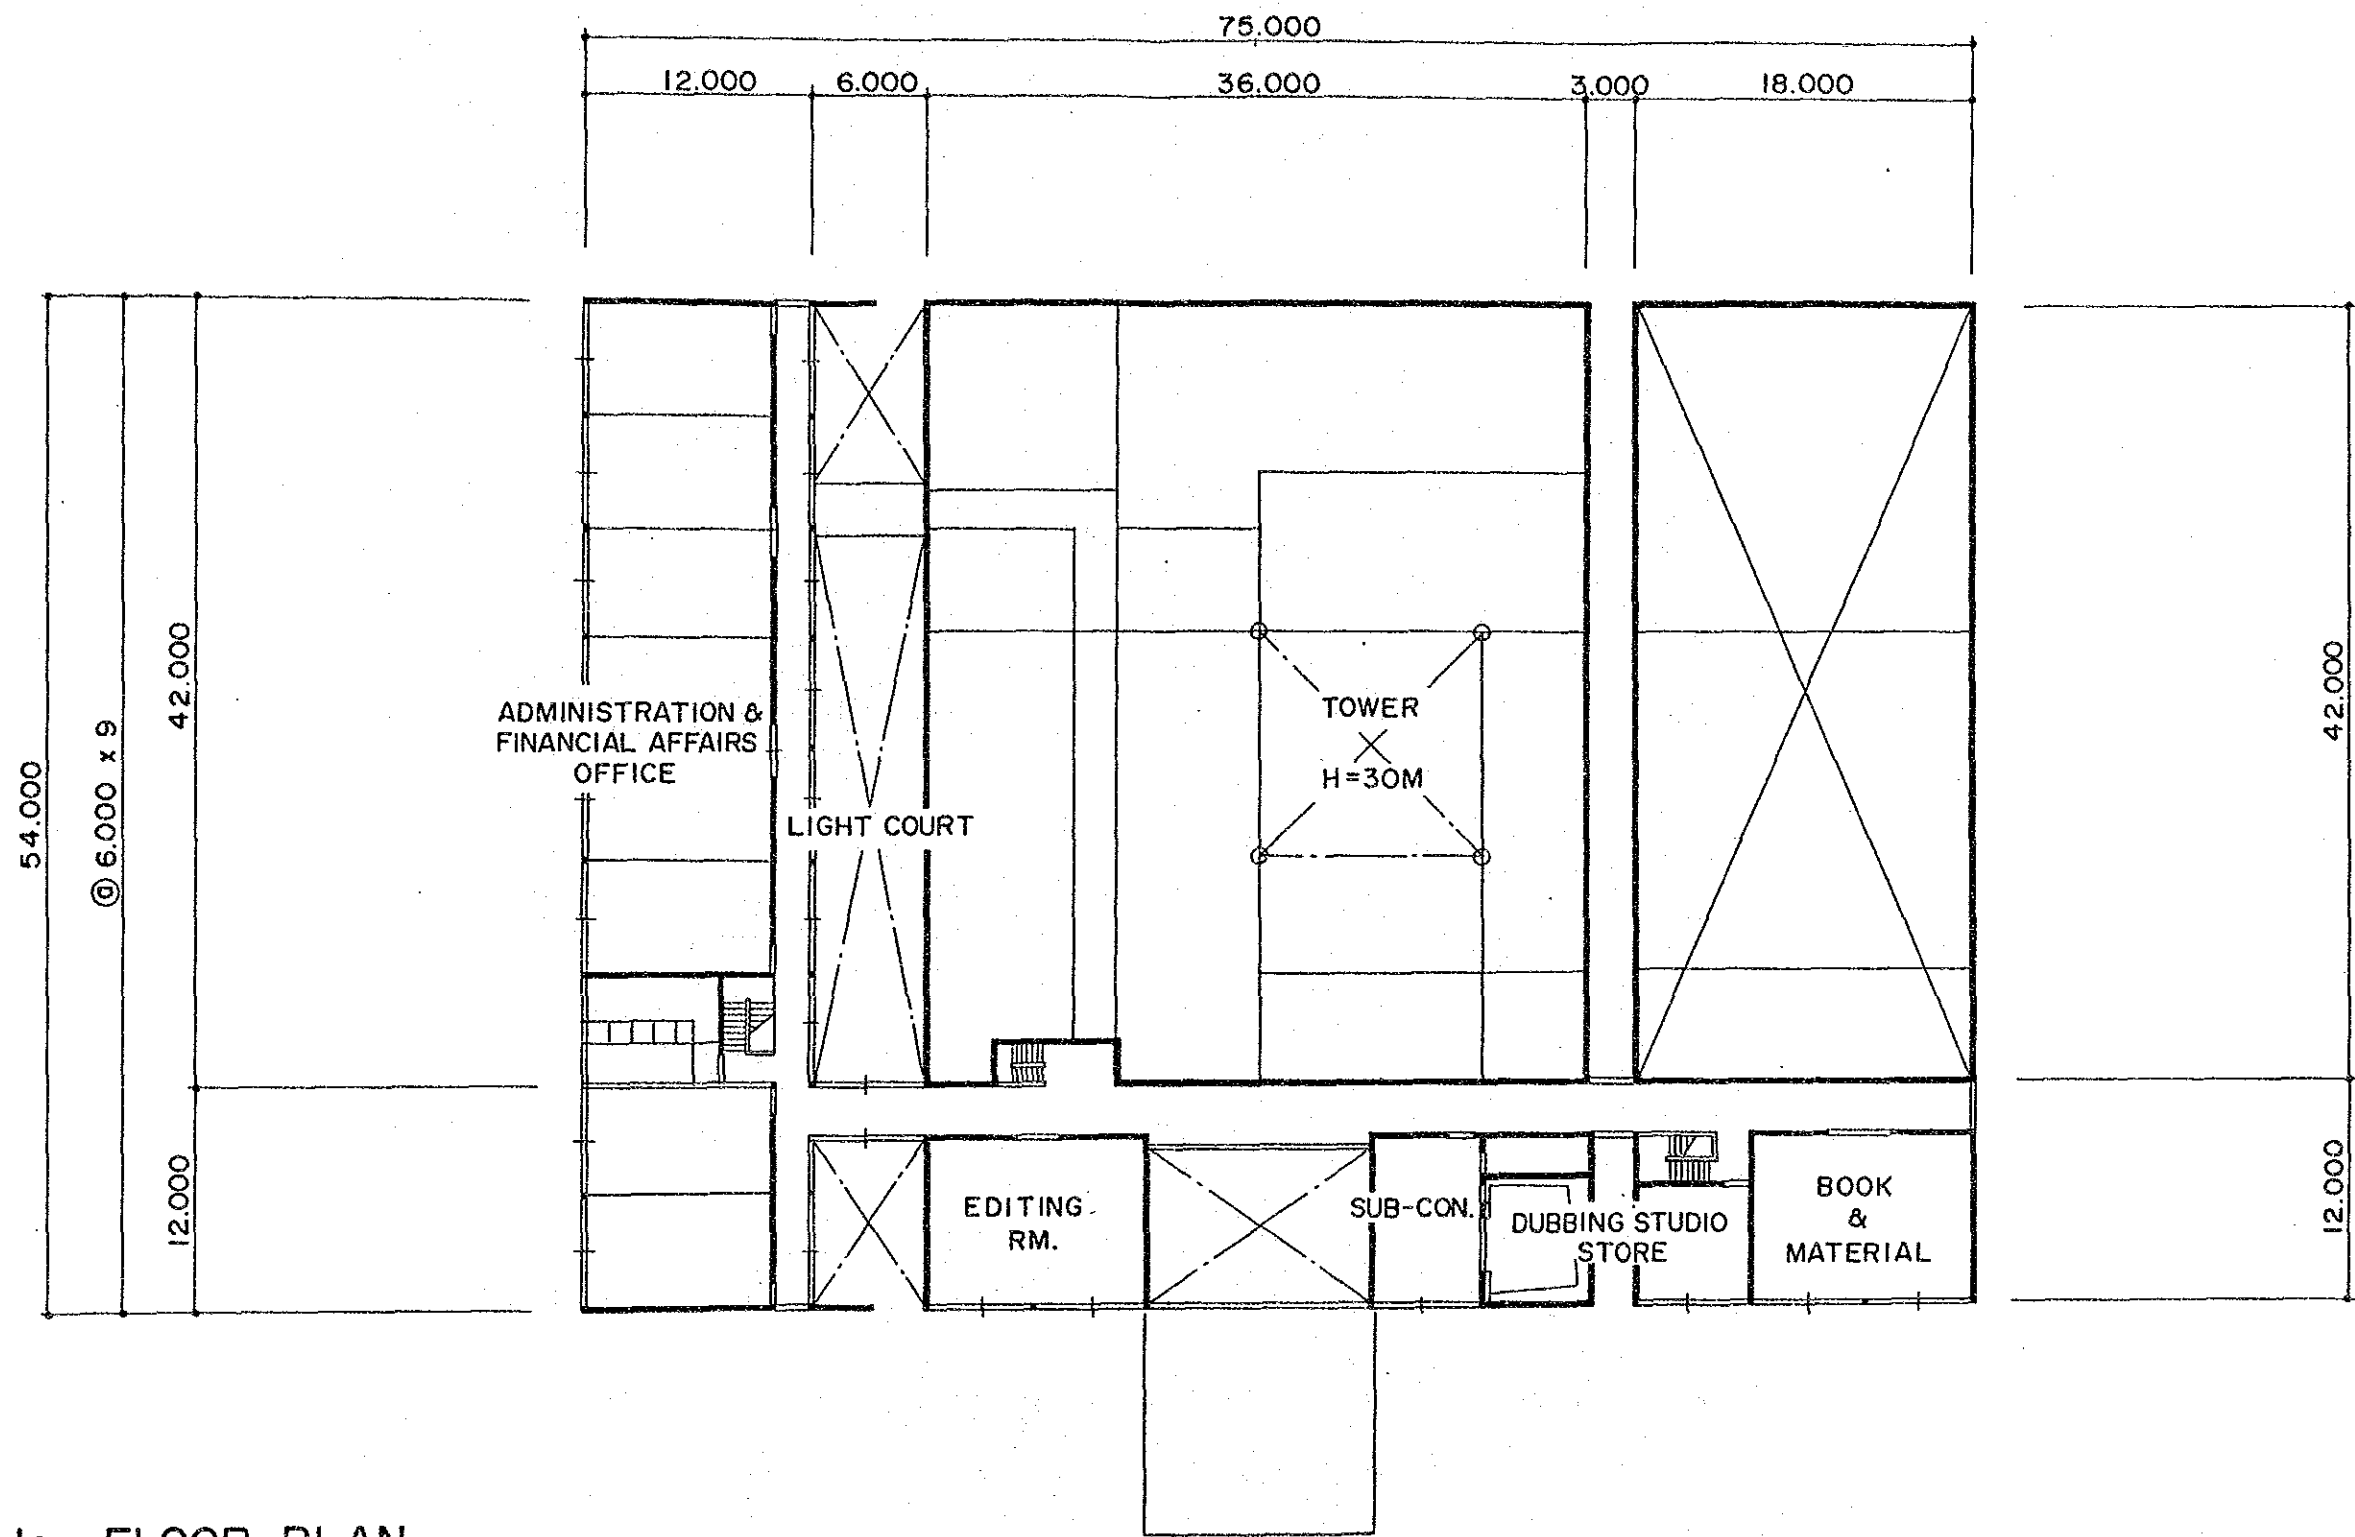 75.000
12.000 6.000 36.000 3.000 18.000
54.000
@ 6.000 x 9
42.000
12.000
42.000
12.000
ADMINISTRATION &
FINANCIAL AFFAIRS
OFFICE
LIGHT COURT
TOWER
H=30M
EDITING
RM.
SUB-CON.
DUBBING STUDIO
STORE
BOOK
&
MATERIAL
FLOOR PLAN